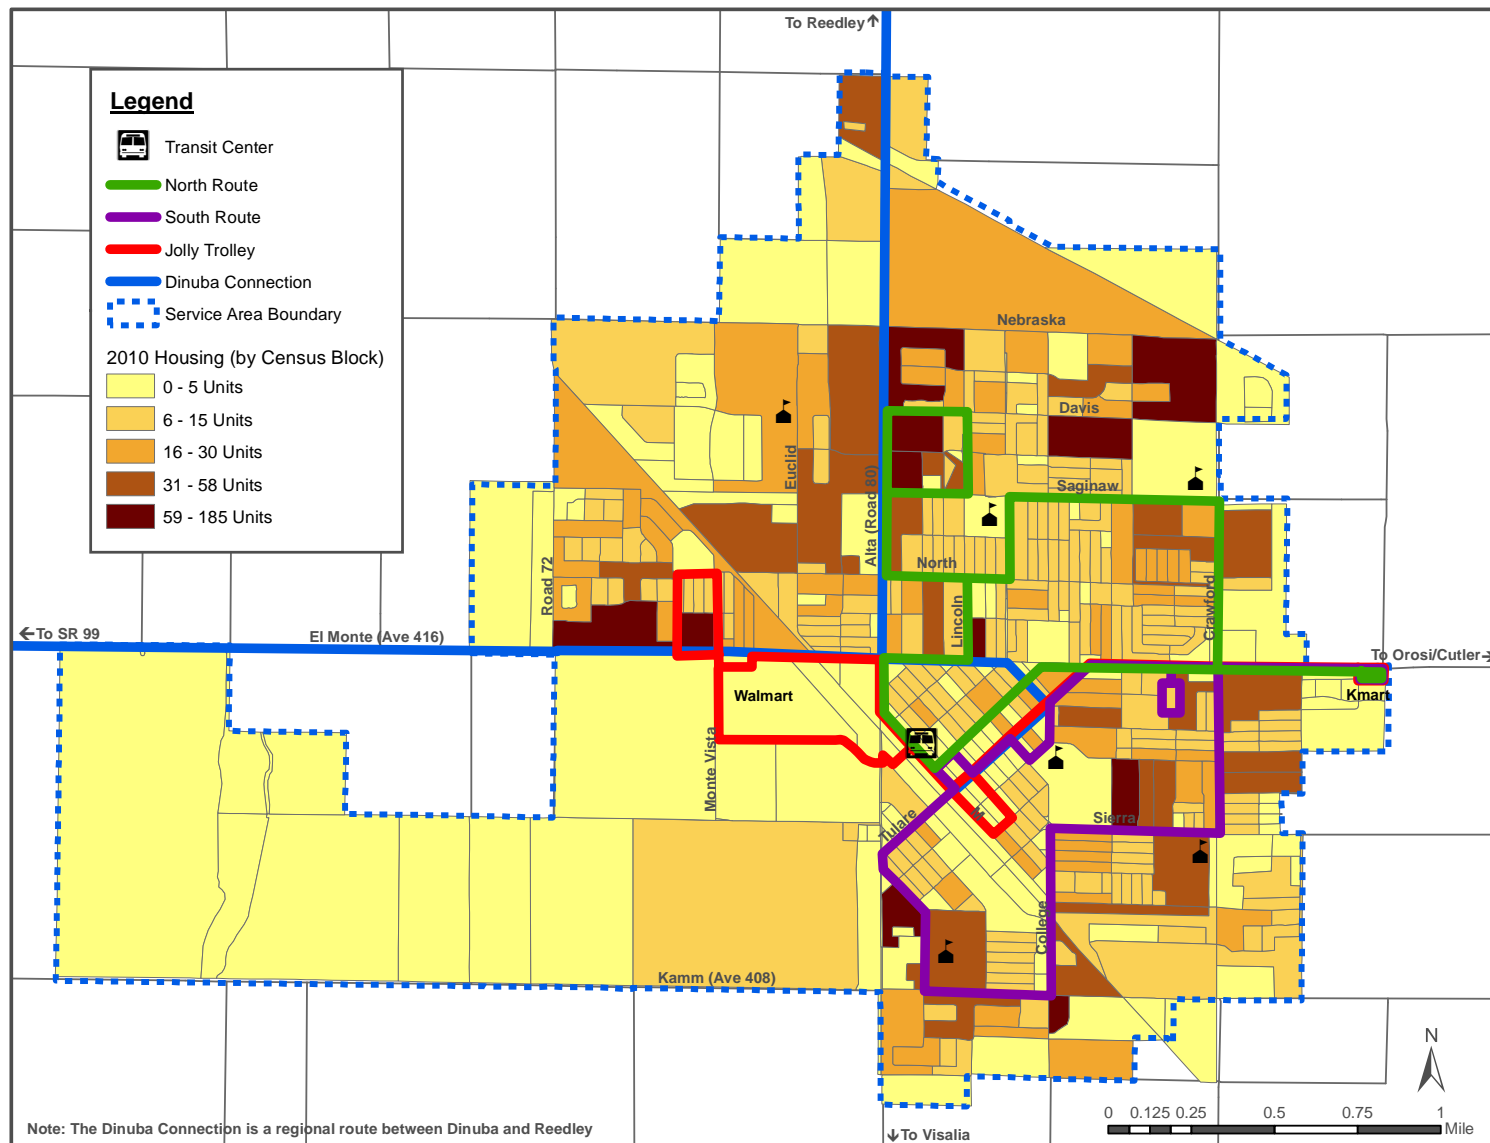 To Reedley
Legend
Transit Center
North Route
South Route
Jolly Trolley
Dinuba Connection
Service Area Boundary
2010 Housing (by Census Block)
0 - 5 Units
6 - 15 Units
16 - 30 Units
31 - 58 Units
59 - 185 Units
Nebraska
Davis
Euclid
Alta (Road 80)
Saginaw
North
Road 72
Lincoln
Crawford
To SR 99
El Monte (Ave 416)
To Orosi/Cutler
Walmart
Kmart
Monte Vista
Tulare
M
Sierra
College
Kamm (Ave 408)
N
0 0.125 0.25 0.5 0.75 1
Mile
Note: The Dinuba Connection is a regional route between Dinuba and Reedley
To Visalia